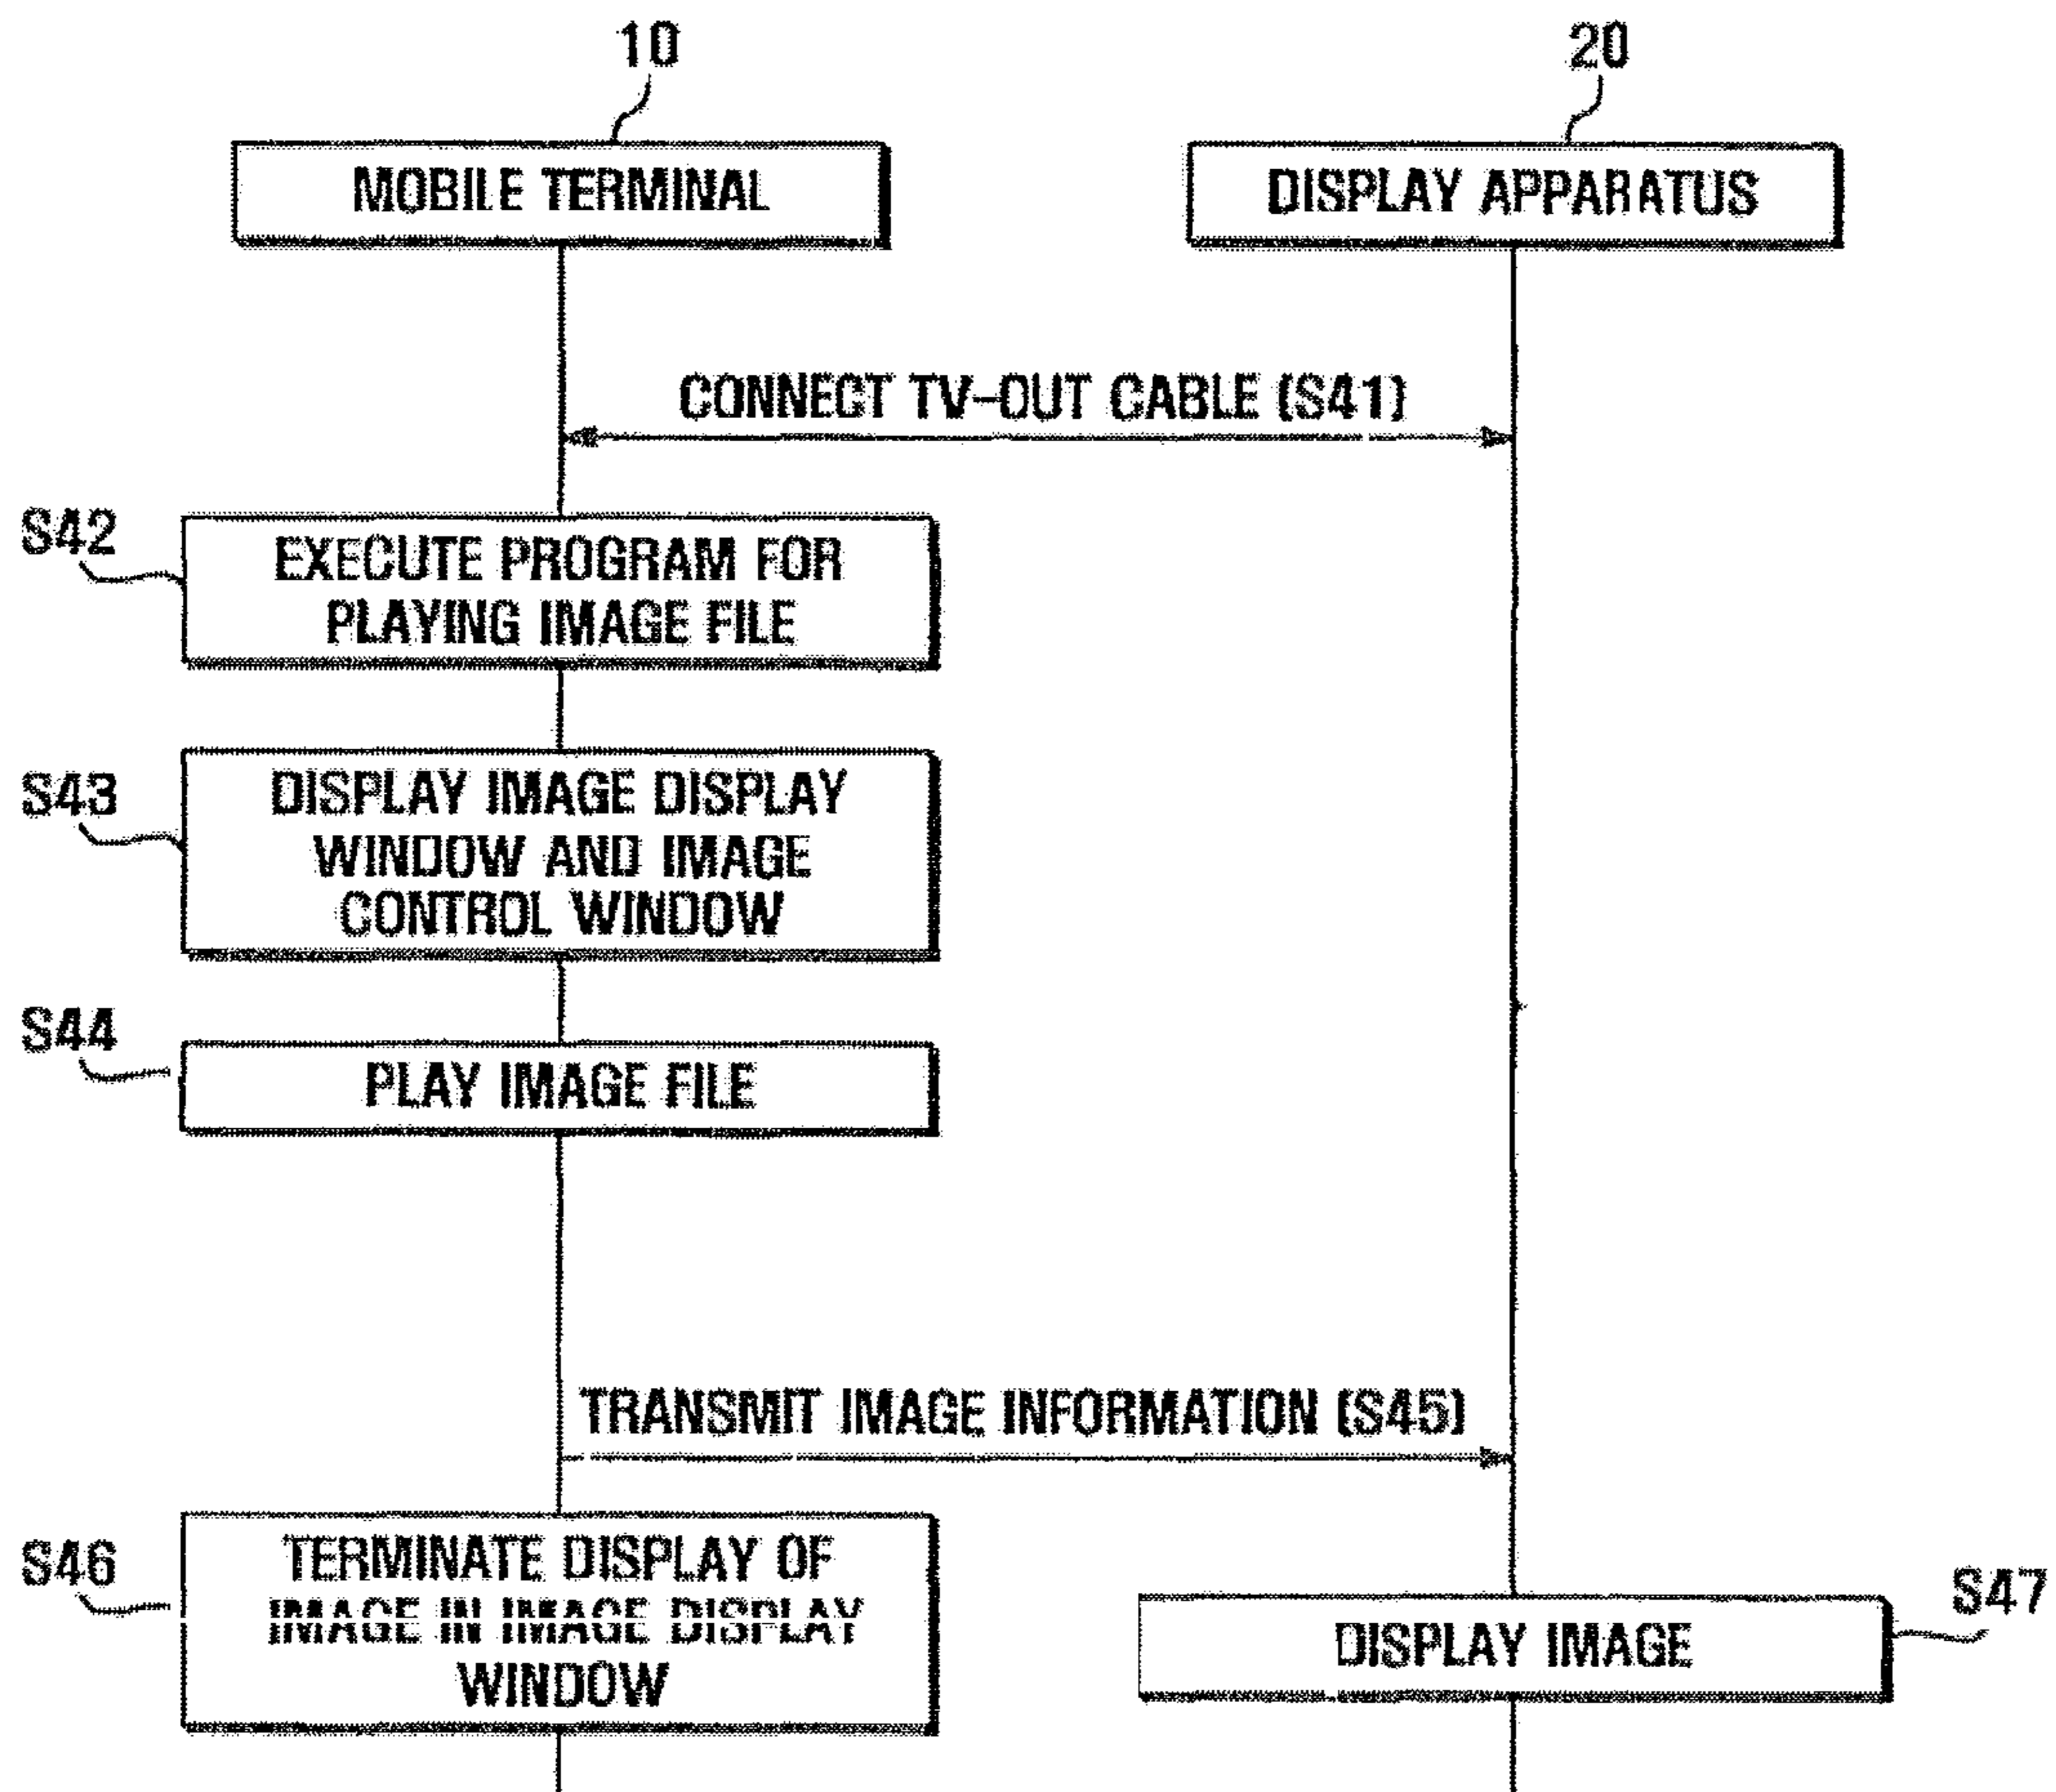 10
20
MOBILE TERMINAL
DISPLAY APPARATUS
CONNECT TV-OUT CABLE (S41)
S42
EXECUTE PROGRAM FOR
PLAYING IMAGE FILE
S43
DISPLAY IMAGE DISPLAY
WINDOW AND IMAGE
CONTROL WINDOW
S44
PLAY IMAGE FILE
TRANSMIT IMAGE INFORMATION (S45)
S46
TERMINATE DISPLAY OF
IMAGE IN IMAGE DISPLAY
WINDOW
S47
DISPLAY IMAGE